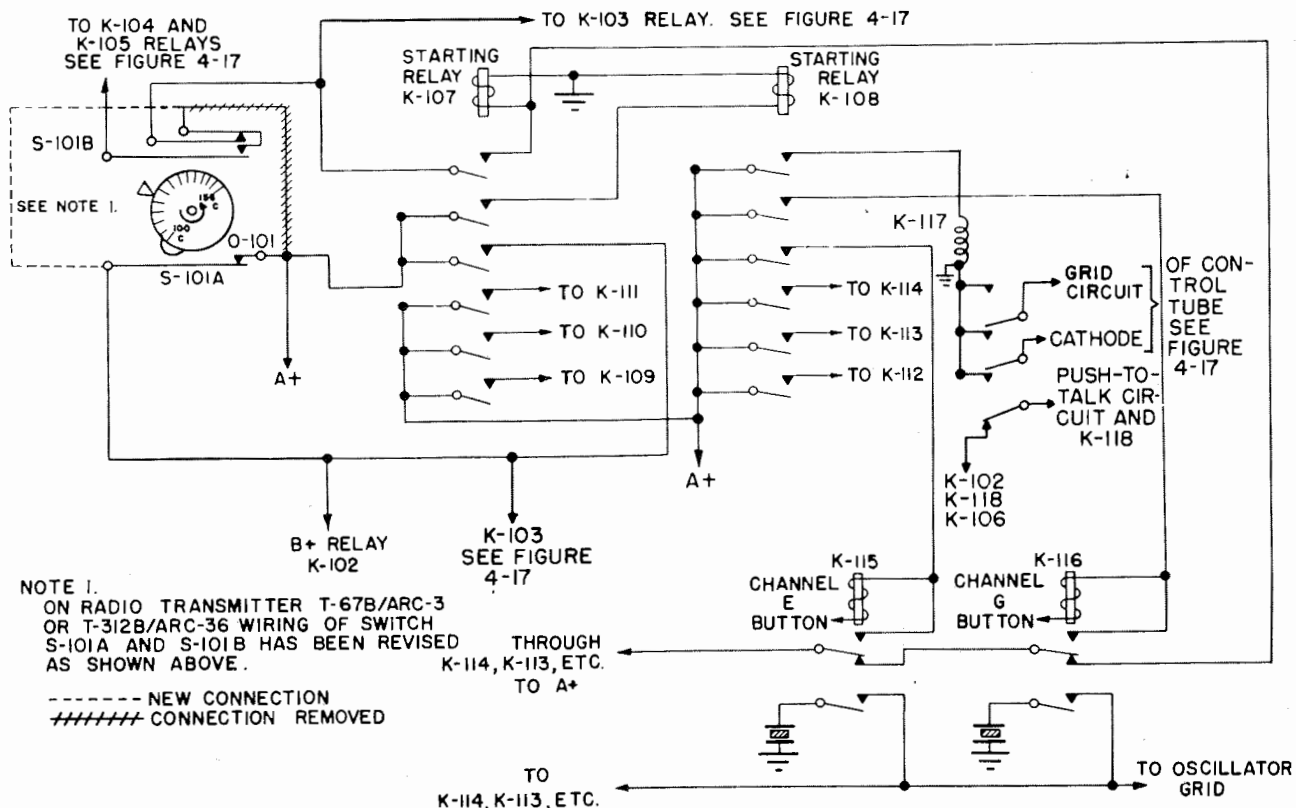 TO K-104 AND
K-105 RELAYS
SEE FIGURE 4-17
TO K-103 RELAY. SEE FIGURE 4-17
STARTING
RELAY
K-107
STARTING
RELAY
K-108
S-101B
SEE NOTE 1.
100
C
156
C
O-101
S-101A
A+
TO K-111
TO K-110
TO K-109
A+
TO K-114
TO K-113
TO K-112
K-117
GRID
CIRCUIT
CATHODE
OF CON-
TROL
TUBE
SEE
FIGURE
4-17
PUSH-TO-
TALK CIR-
CUIT AND
K-118
K-102
K-118
K-106
B+ RELAY
K-102
K-103
SEE FIGURE
4-17
K-115
CHANNEL
E
BUTTON
K-116
CHANNEL
G
BUTTON
NOTE 1.
ON RADIO TRANSMITTER T-67B/ARC-3
OR T-312B/ARC-36 WIRING OF SWITCH
S-101A AND S-101B HAS BEEN REVISED
AS SHOWN ABOVE.
NEW CONNECTION
CONNECTION REMOVED
THROUGH
K-114, K-113, ETC.
TO A+
TO
K-114, K-113, ETC.
TO OSCILLATOR
GRID